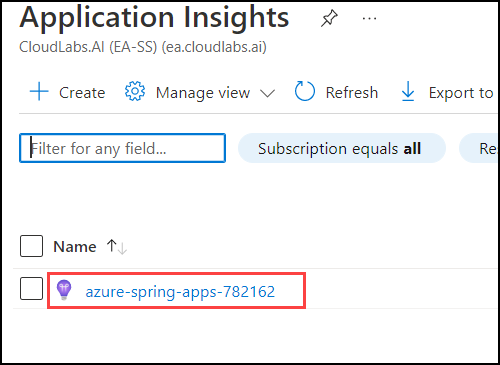 Application Insights
CloudLabs.AI (EA-SS) (ea.cloudlabs.ai)
Create Manage view Refresh Export to
Filter for any field... Subscription equals all Re
Name
azure-spring-apps-782162